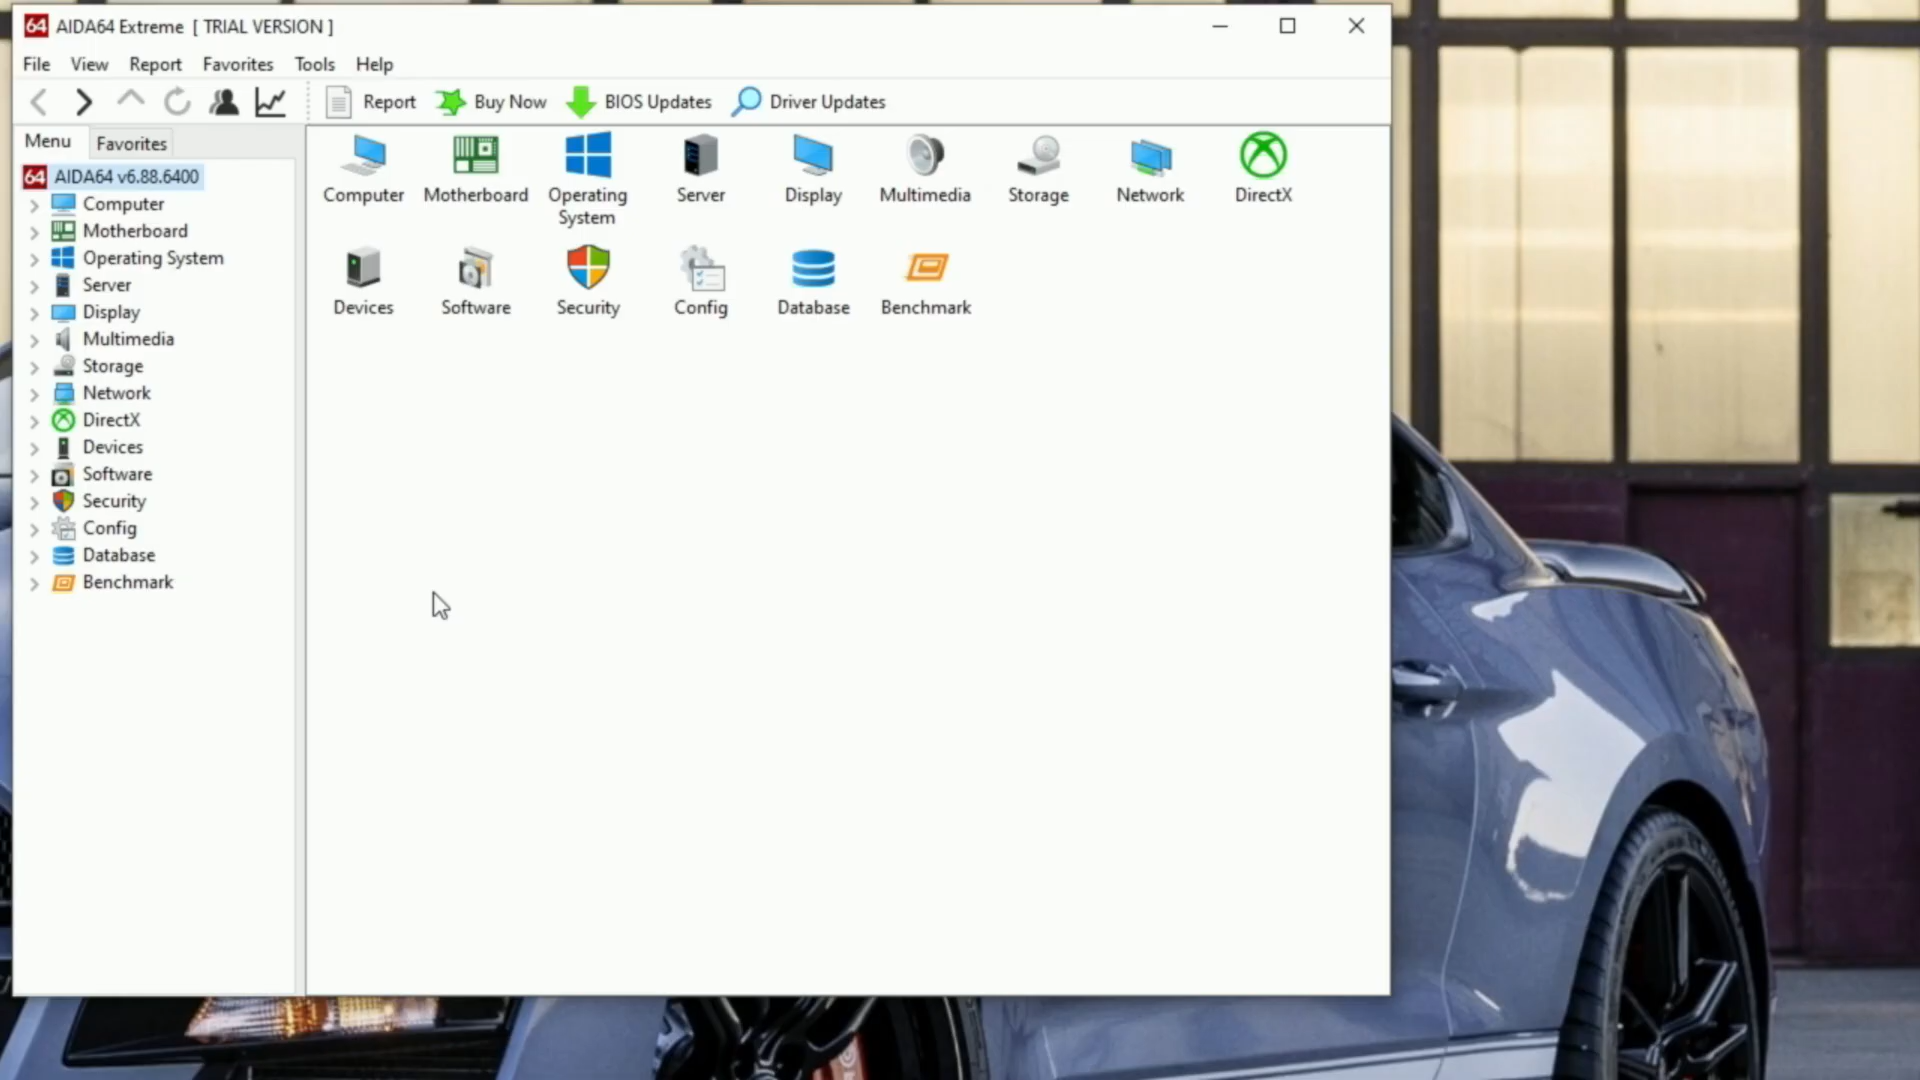 64 AIDA64 Extreme [ TRIAL VERSION ]
File View Report Favorites Tools Help
Report Buy Now BIOS Updates Driver Updates
Menu Favorites
64 AIDA64 v6.88.6400
Computer
Motherboard
Operating System
Server
Display
Multimedia
Storage
Network
DirectX
Devices
Software
Security
Config
Database
Benchmark
Computer Motherboard Operating System Server Display Multimedia Storage Network DirectX
Devices Software Security Config Database Benchmark